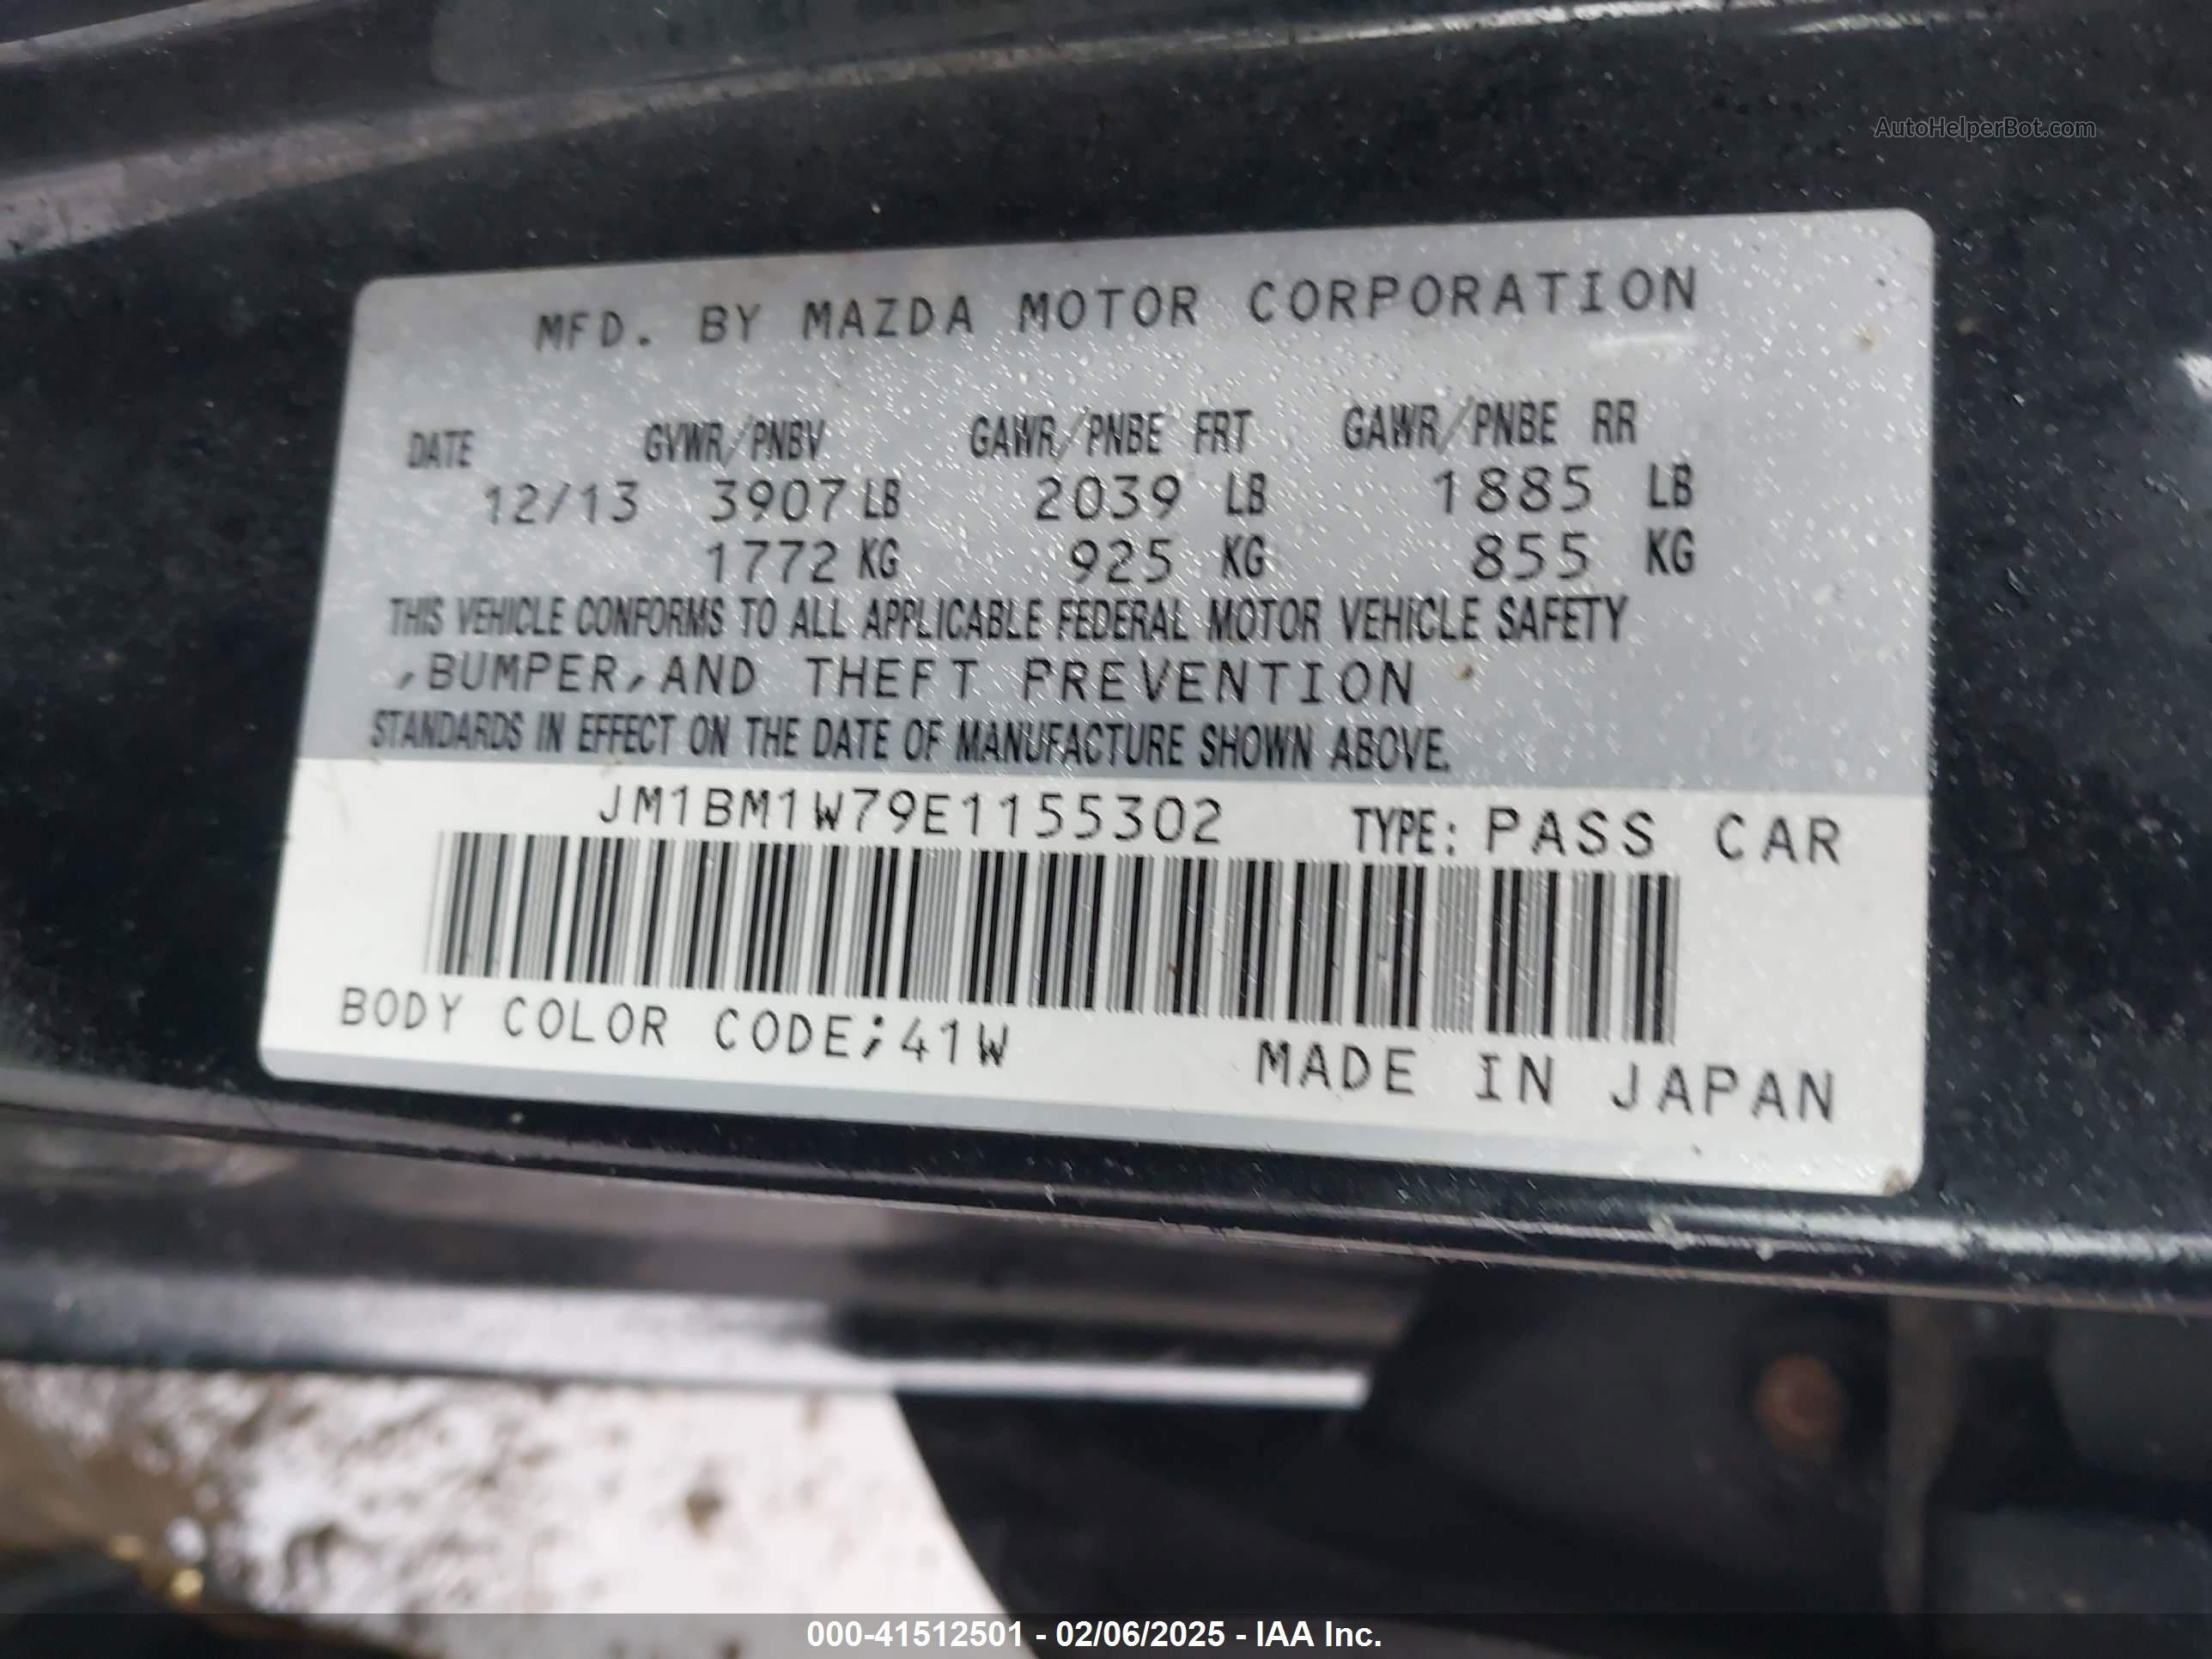 AutoHelperBot.com
MFD. BY MAZDA MOTOR CORPORATION
DATE GVWR/PNBV GAWR/PNBE FRT GAWR/PNBE RR
12/13 3907 LB 2039 LB 1885 LB
1772 KG 925 KG 855 KG
THIS VEHICLE CONFORMS TO ALL APPLICABLE FEDERAL MOTOR VEHICLE SAFETY
,BUMPER,AND THEFT PREVENTION
STANDARDS IN EFFECT ON THE DATE OF MANUFACTURE SHOWN ABOVE.
JM1BM1W79E1155302 TYPE: PASS CAR
BODY COLOR CODE;41W
MADE IN JAPAN
000-41512501 - 02/06/2025 - IAA Inc.